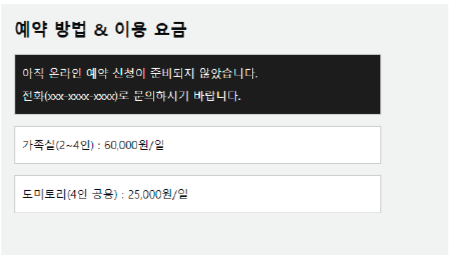 예약 방법 & 이용 요금
아직 온라인 예약 신청이 준비되지 않았습니다.
전화(xxx-xxxx-xxxx)로 문의하시기 바랍니다.
가족실(2~4인) : 60,000원/일
도미토리(4인 공용) : 25,000원/일